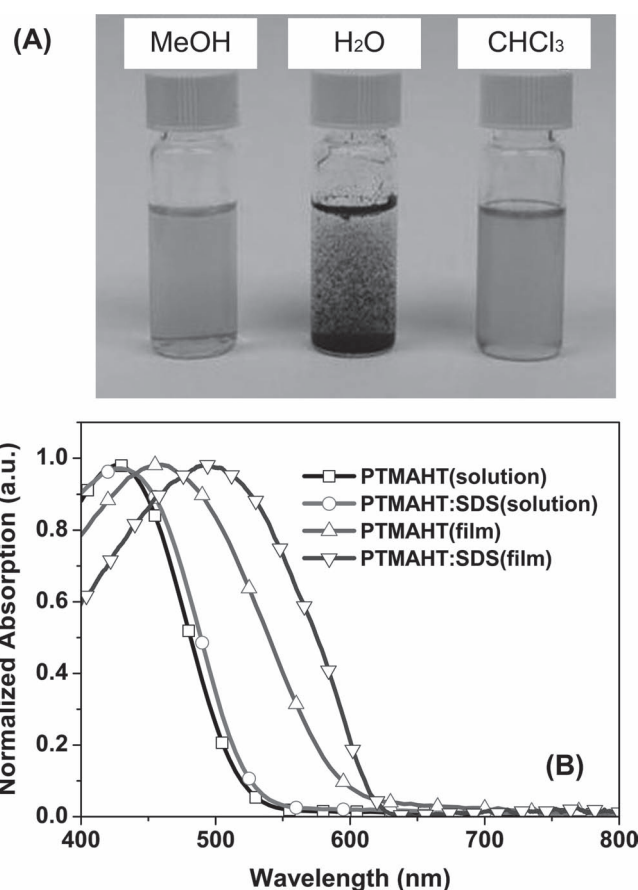 (A)
MeOH H₂O CHCl₃
PTMAHT(solution)
PTMAHT:SDS(solution)
PTMAHT(film)
PTMAHT:SDS(film)
(B)
Normalized Absorption (a.u.)
1.0
0.8
0.6
0.4
0.2
0.0
400 500 600 700 800
Wavelength (nm)